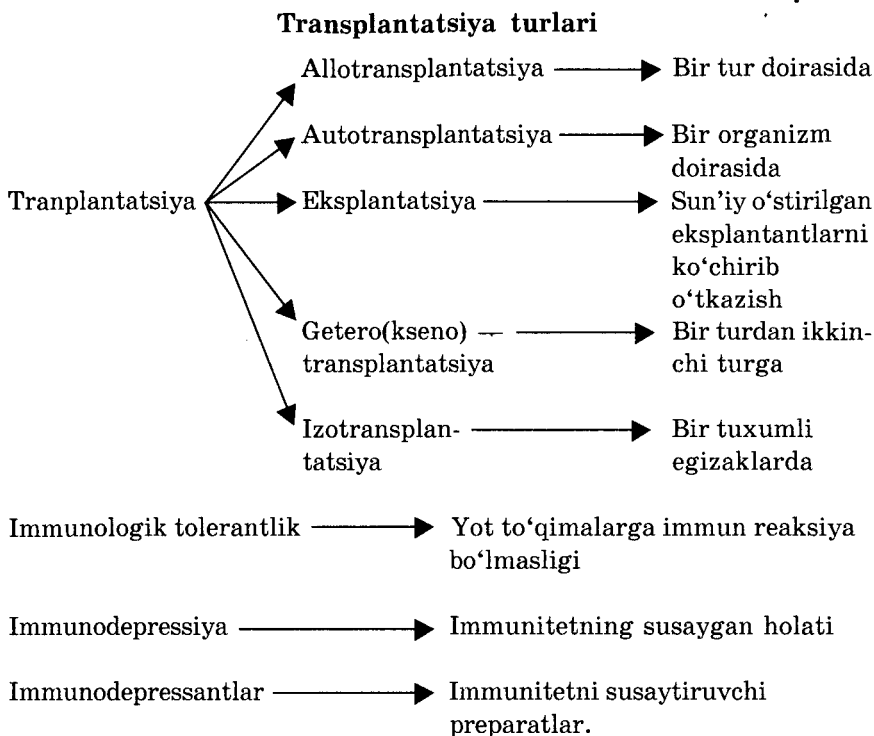 Transplantatsiya turlari
Allotransplantatsiya Bir tur doirasida
Autotransplantatsiya Bir organizm
doirasida
Tranplantatsiya Eksplantatsiya Sun’iy o‘stirilgan
eksplantantlarni
ko‘chirib
o‘tkazish
Getero(kseno) Bir turdan ikkin-
transplantatsiya chi turga
Izotransplan- Bir tuxumli
tatsiya egizaklarda
Immunologik tolerantlik Yot to‘qimalarga immun reaksiya
bo‘lmasligi
Immunodepressiya Immunitetning susaygan holati
Immunodepressantlar Immunitetni susaytiruvchi
preparatlar.